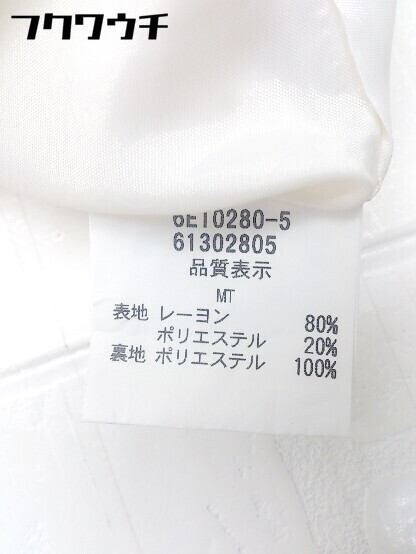 フクワウチ
6E10280-5
61302805
品質表示
MT
表地 レーヨン 80%
ポリエステル 20%
裏地 ポリエステル 100%